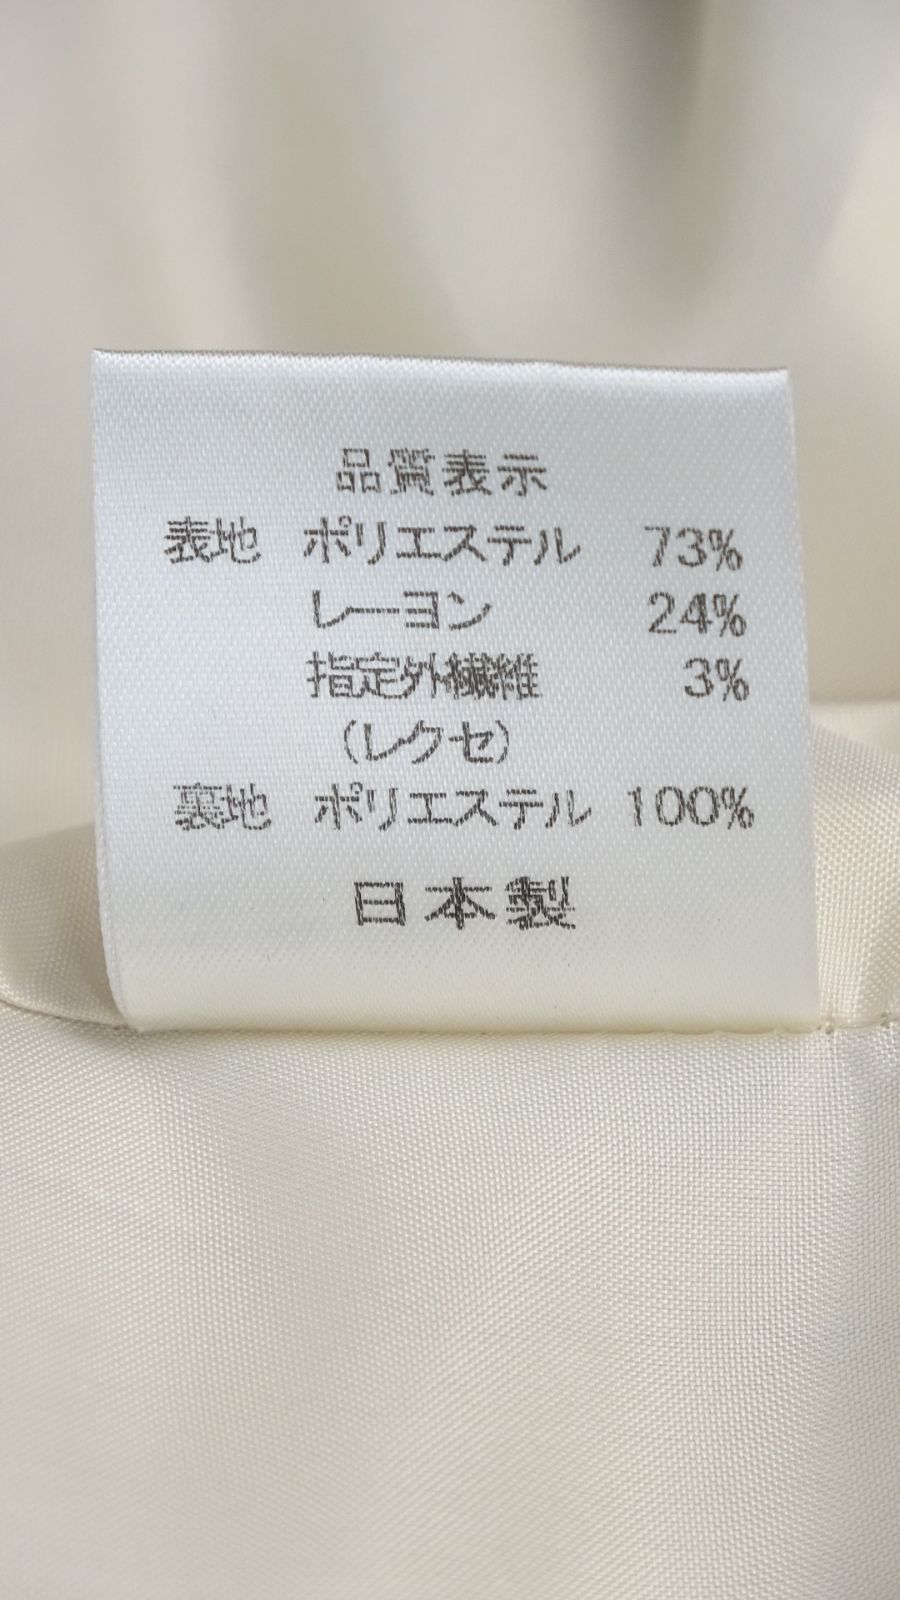 品質表示
表地 ポリエステル 73%
レーヨン 24%
指定外繊維 3%
(レクセ)
裏地 ポリエステル 100%
日本製